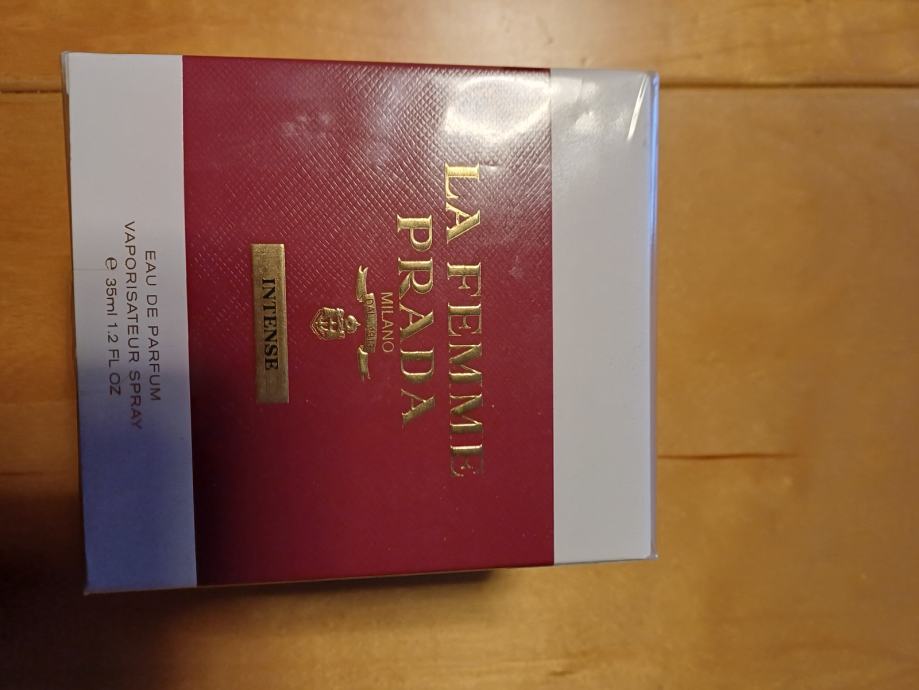 LA FEMME
PRADA
MILANO
INTENSE
EAU DE PARFUM
VAPORISATEUR SPRAY
e 35ml 1.2 FL OZ